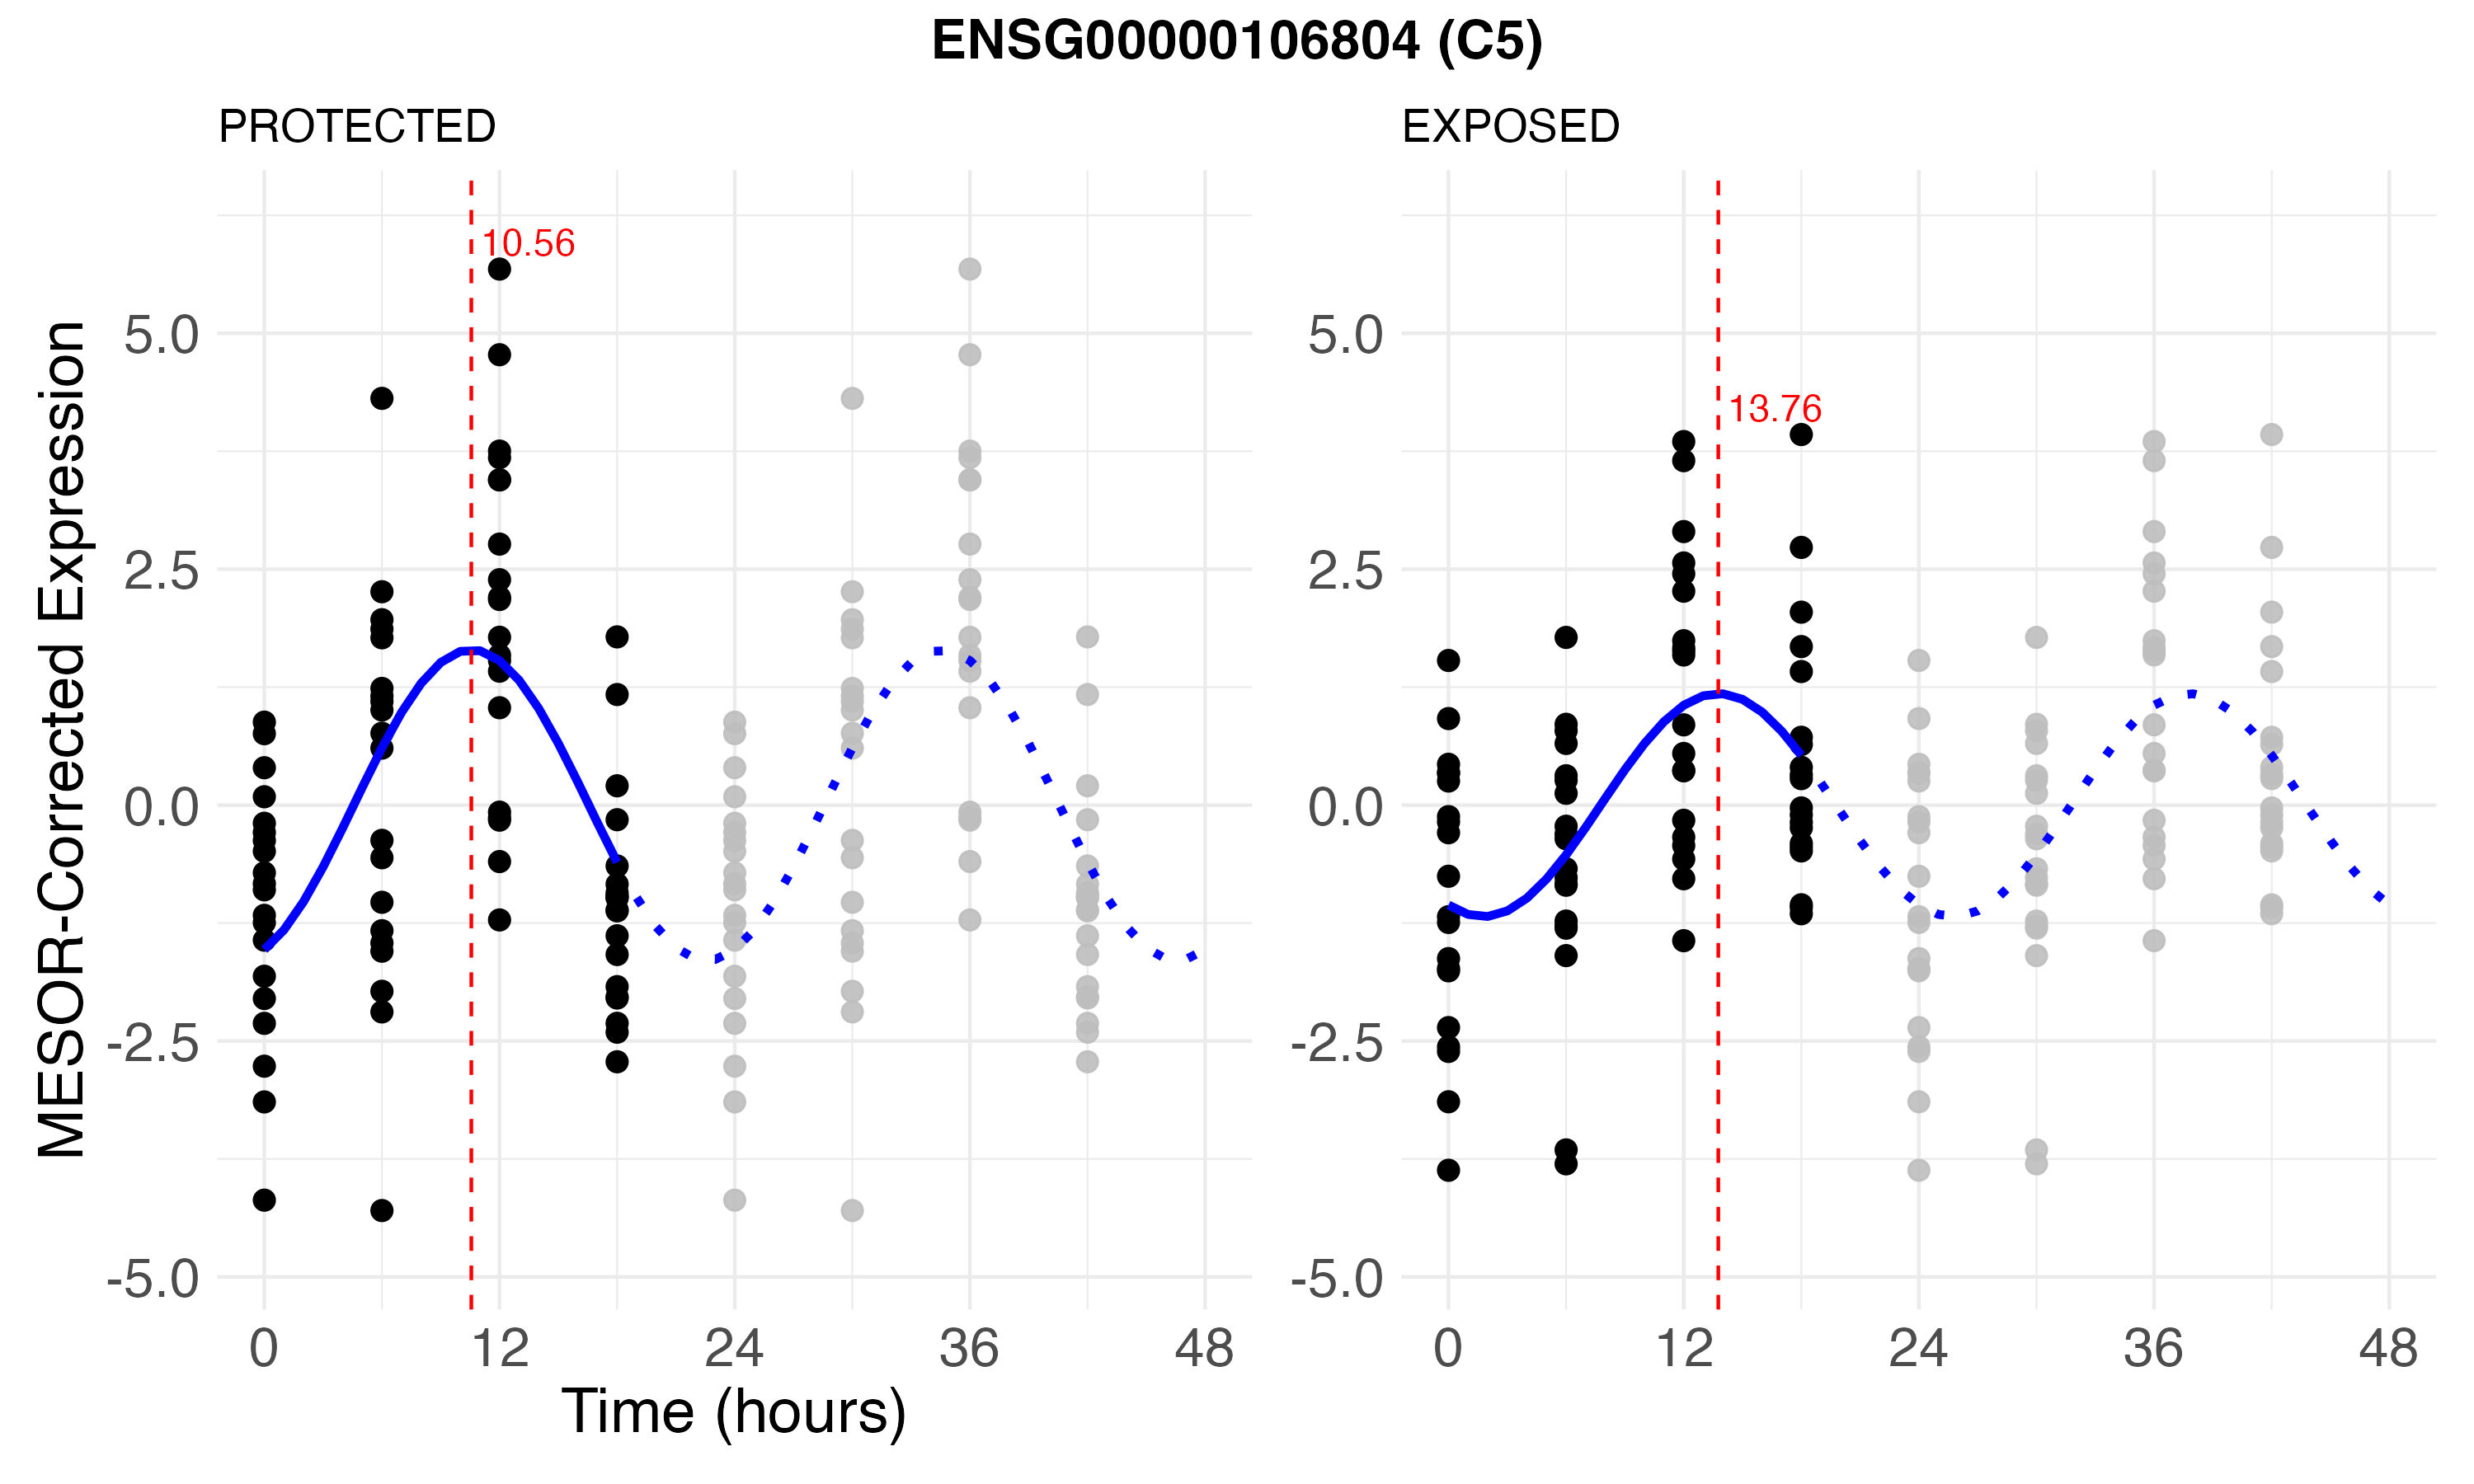 ENSG00000106804 (C5)
PROTECTED
EXPOSED
MESOR-Corrected Expression
5.0
2.5
0.0
-2.5
-5.0
10.56
0 12 24 36 48
Time (hours)
5.0
2.5
0.0
-2.5
-5.0
13.76
0 12 24 36 48